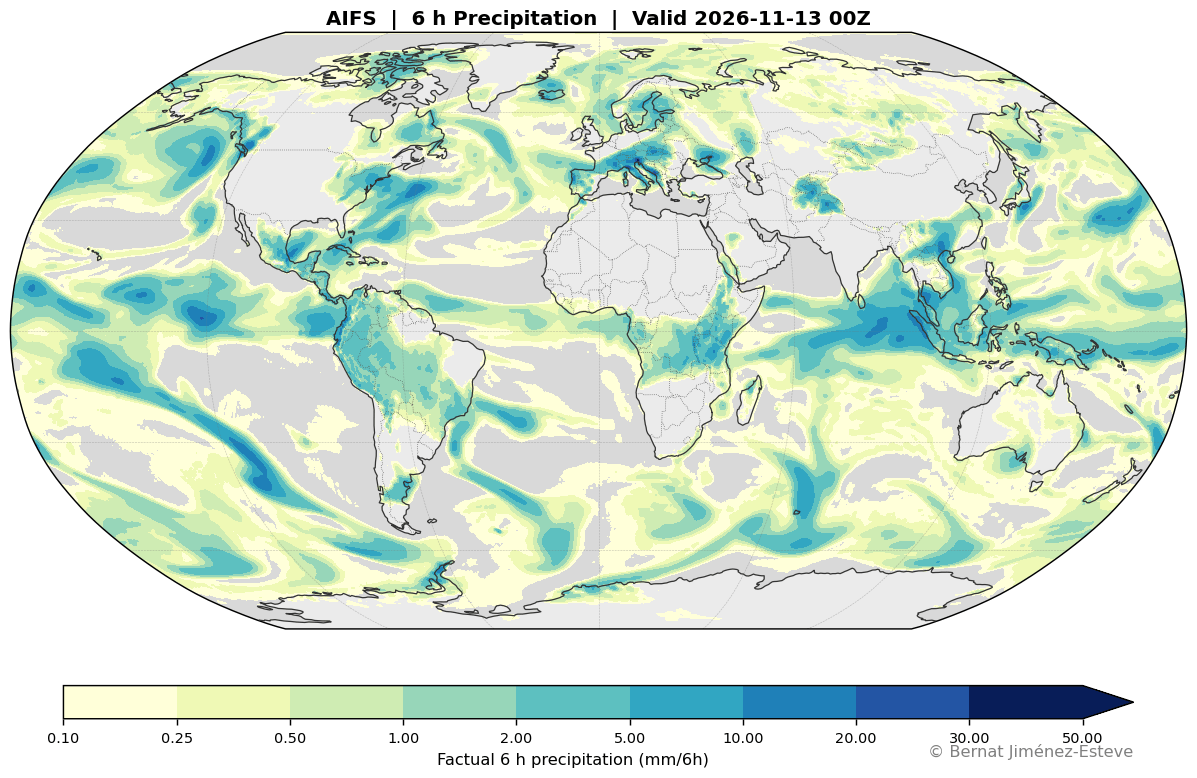 AIFS | 6 h Precipitation | Valid 2026-11-13 00Z
0.10 0.25 0.50 1.00 2.00 5.00 10.00 20.00 30.00 50.00
Factual 6 h precipitation (mm/6h)
© Bernat Jiménez-Esteve